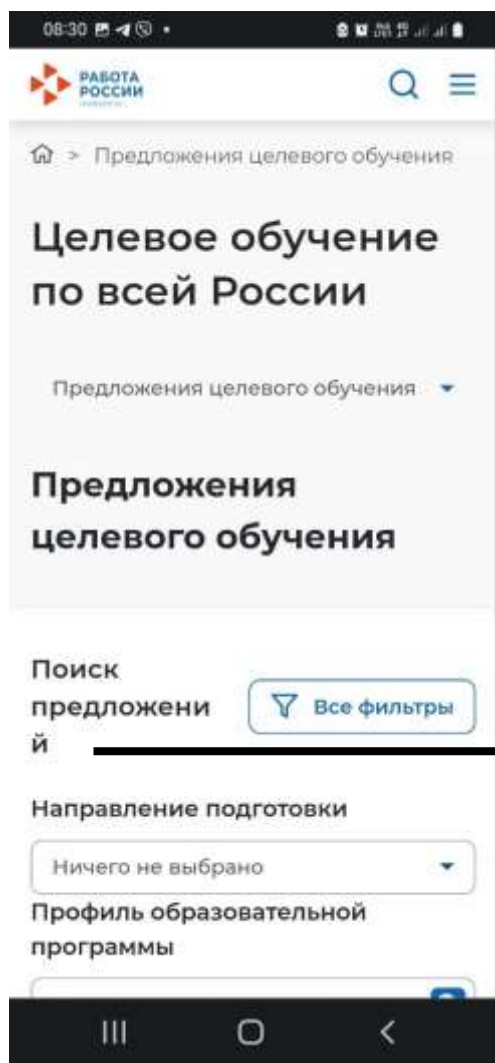 08:30
РАБОТА
РОССИИ
> Предложения целевого обучения
Целевое обучение
по всей России
Предложения целевого обучения
Предложения
целевого обучения
Поиск
предложени
й
Все фильтры
Направление подготовки
Ничего не выбрано
Профиль образовательной
программы